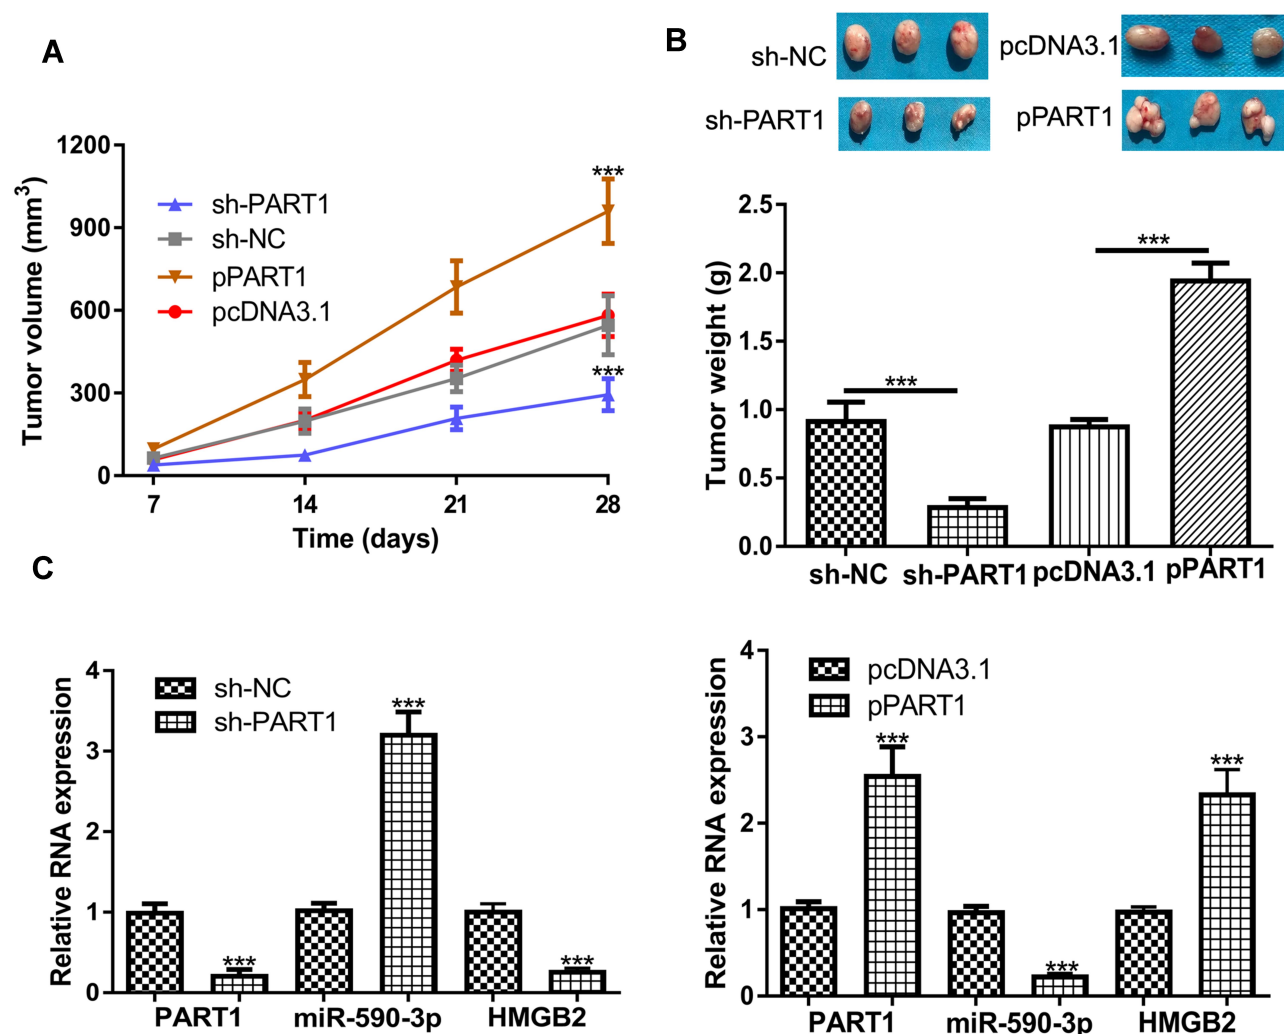 A
Tumor volume (mm3)
1200
900
600
300
0
sh-PART1
sh-NC
pPART1
pcDNA3.1
***
***
7 14 21 28
Time (days)
B
sh-NC
pcDNA3.1
sh-PART1
pPART1
Tumor weight (g)
2.5
2.0
1.5
1.0
0.5
0.0
***
***
sh-NC sh-PART1 pcDNA3.1 pPART1
C
Relative RNA expression
4
3
2
1
0
sh-NC
sh-PART1
***
***
***
PART1 miR-590-3p HMGB2
Relative RNA expression
4
3
2
1
0
pcDNA3.1
pPART1
***
***
***
PART1 miR-590-3p HMGB2